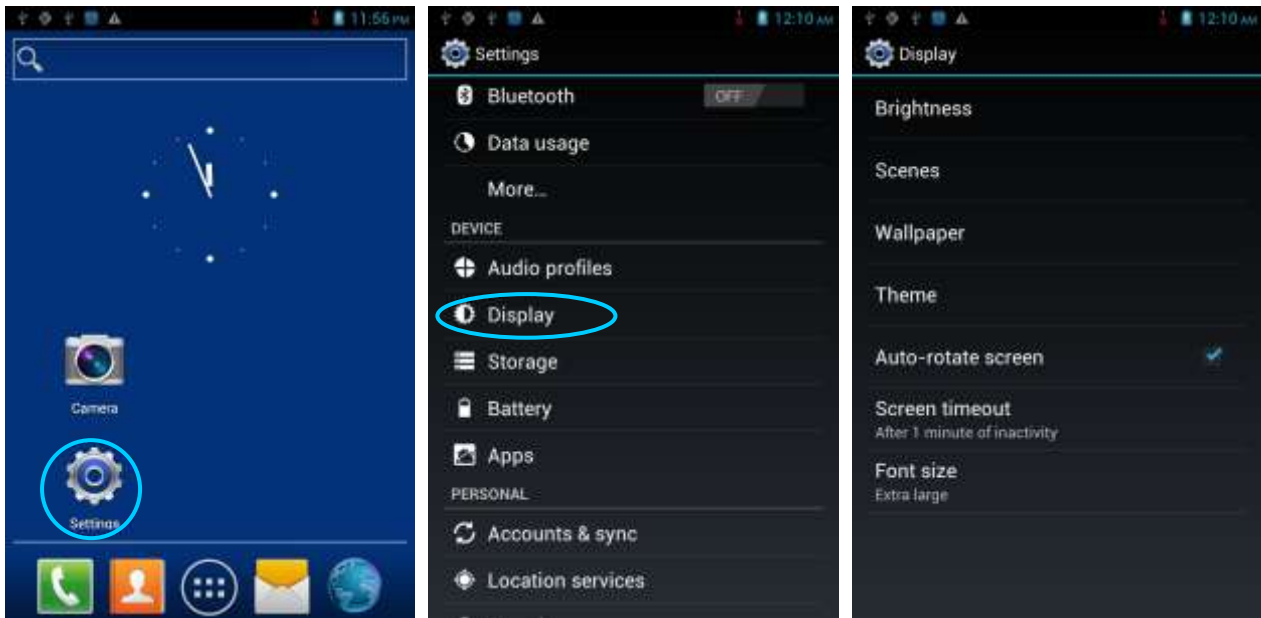 11:56 PM
Camera
Settings
12:10 AM
Settings
Bluetooth
OFF
Data usage
More...
DEVICE
Audio profiles
Display
Storage
Battery
Apps
PERSONAL
Accounts & sync
Location services
12:10 AM
Display
Brightness
Scenes
Wallpaper
Theme
Auto-rotate screen
Screen timeout
After 1 minute of inactivity
Font size
Extra large